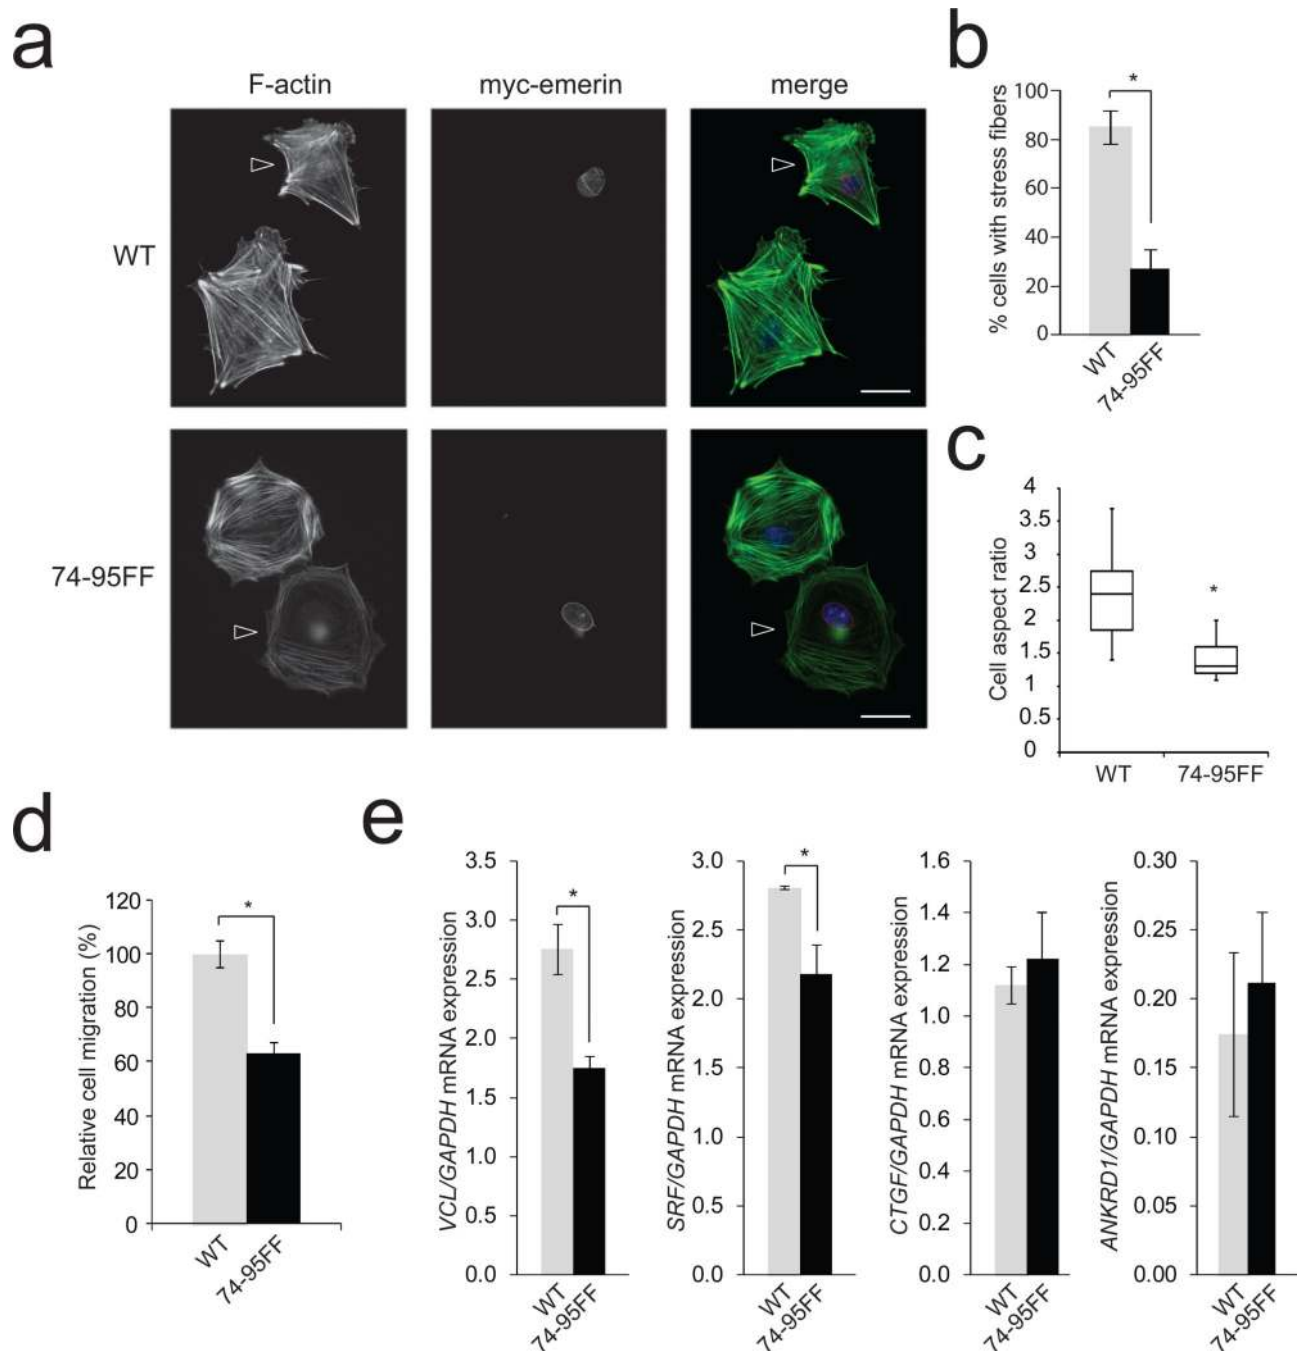 a
F-actin
myc-emerin
merge
WT
74-95FF
b
% cells with stress fibers
100
80
60
40
20
0
*
WT
74-95FF
c
Cell aspect ratio
4
3.5
3
2.5
2
1.5
1
0.5
0
*
WT
74-95FF
d
Relative cell migration (%)
120
100
80
60
40
20
0
*
WT
74-95FF
e
VCL/GAPDH mRNA expression
3.5
3.0
2.5
2.0
1.5
1.0
0.5
0.0
*
WT
74-95FF
SRF/GAPDH mRNA expression
3.0
2.5
2.0
1.5
1.0
0.5
0.0
*
WT
74-95FF
CTGF/GAPDH mRNA expression
1.6
1.4
1.2
1.0
0.8
0.6
0.4
0.2
0.0
WT
74-95FF
ANKRD1/GAPDH mRNA expression
0.30
0.25
0.20
0.15
0.10
0.05
0.00
WT
74-95FF